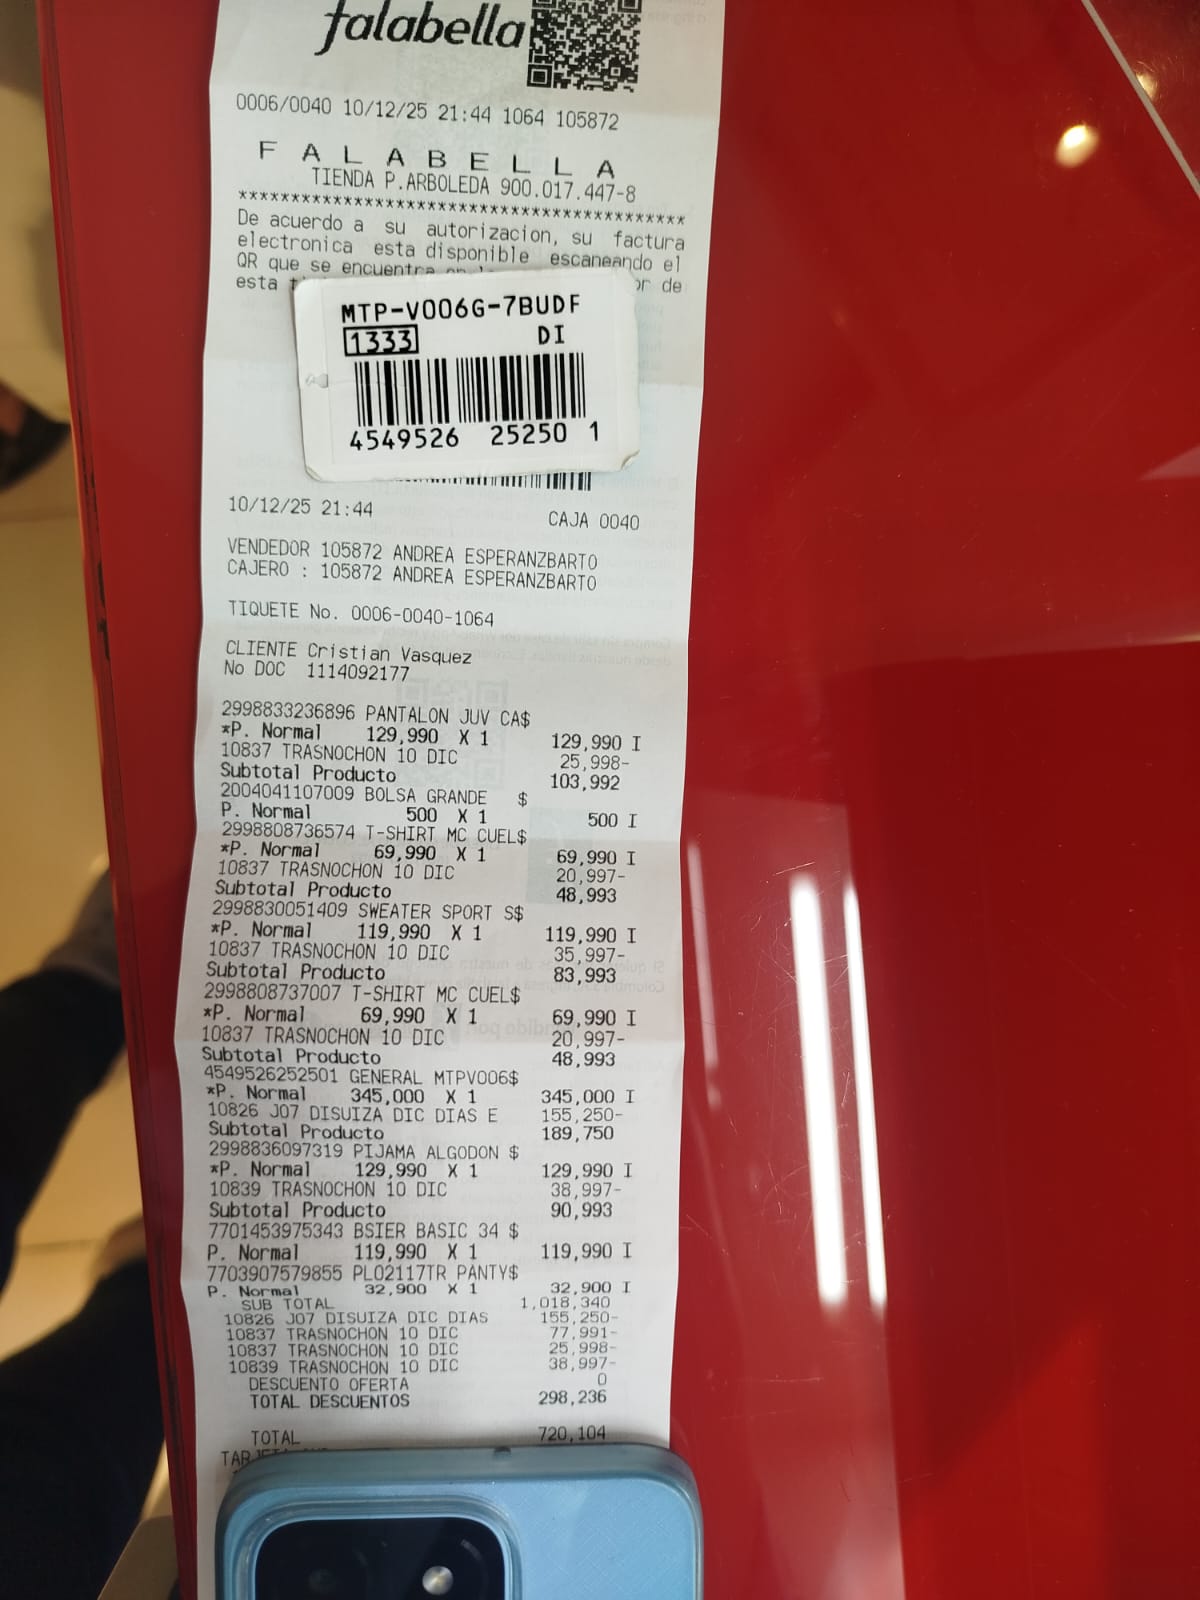 falabella
0006/0040 10/12/25 21:44 1064 105872
F A L A B E L L A
TIENDA P.ARBOLEDA 900.017.447-8
******************************************
De acuerdo a su autorizacion, su factura
electronica esta disponible escaneando el
QR que se encuentra
esta
MTP-V006G-7BUDF
1333 DI
4549526 25250 1
10/12/25 21:44 CAJA 0040
VENDEDOR 105872 ANDREA ESPERANZBARTO
CAJERO : 105872 ANDREA ESPERANZBARTO
TIQUETE No. 0006-0040-1064
CLIENTE Cristian Vasquez
No DOC 1114092177
2998833236896 PANTALON JUV CA$
*P. Normal 129,990 X 1 129,990 I
10837 TRASNOCHON 10 DIC 25,998-
Subtotal Producto 103,992
2004041107009 BOLSA GRANDE $
P. Normal 500 X 1 500 I
2998808736574 T-SHIRT MC CUEL$
*P. Normal 69,990 X 1 69,990 I
10837 TRASNOCHON 10 DIC 20,997-
Subtotal Producto 48,993
2998830051409 SWEATER SPORT S$
*P. Normal 119,990 X 1 119,990 I
10837 TRASNOCHON 10 DIC 35,997-
Subtotal Producto 83,993
2998808737007 T-SHIRT MC CUEL$
*P. Normal 69,990 X 1 69,990 I
10837 TRASNOCHON 10 DIC 20,997-
Subtotal Producto 48,993
4549526252501 GENERAL MTPV006$
*P. Normal 345,000 X 1 345,000 I
10826 J07 DISUIZA DIC DIAS E 155,250-
Subtotal Producto 189,750
2998836097319 PIJAMA ALGODON $
*P. Normal 129,990 X 1 129,990 I
10839 TRASNOCHON 10 DIC 38,997-
Subtotal Producto 90,993
7701453975343 BSIER BASIC 34 $
P. Normal 119,990 X 1 119,990 I
7703907579855 PL02117TR PANTY$
P. Normal 32,900 X 1 32,900 I
SUB TOTAL 1,018,340
10826 J07 DISUIZA DIC DIAS 155,250-
10837 TRASNOCHON 10 DIC 77,991-
10837 TRASNOCHON 10 DIC 25,998-
10839 TRASNOCHON 10 DIC 38,997-
DESCUENTO OFERTA 0
TOTAL DESCUENTOS 298,236
TOTAL 720,104